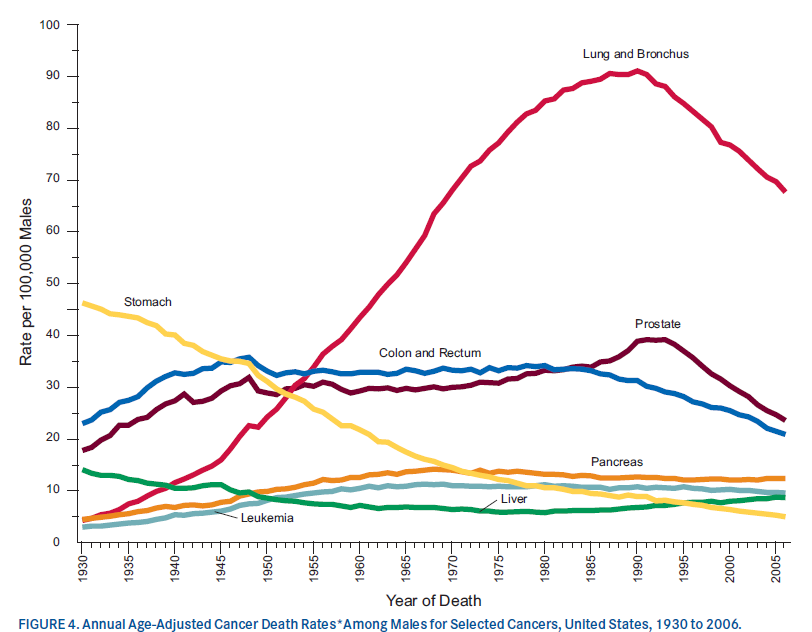 100
90
80
70
60
50
40
30
20
10
0
Rate per 100,000 Males
Lung and Bronchus
Stomach
Prostate
Colon and Rectum
Pancreas
Liver
Leukemia
1930
1935
1940
1945
1950
1955
1960
1965
1970
1975
1980
1985
1990
1995
2000
2005
Year of Death
FIGURE 4. Annual Age-Adjusted Cancer Death Rates*Among Males for Selected Cancers, United States, 1930 to 2006.